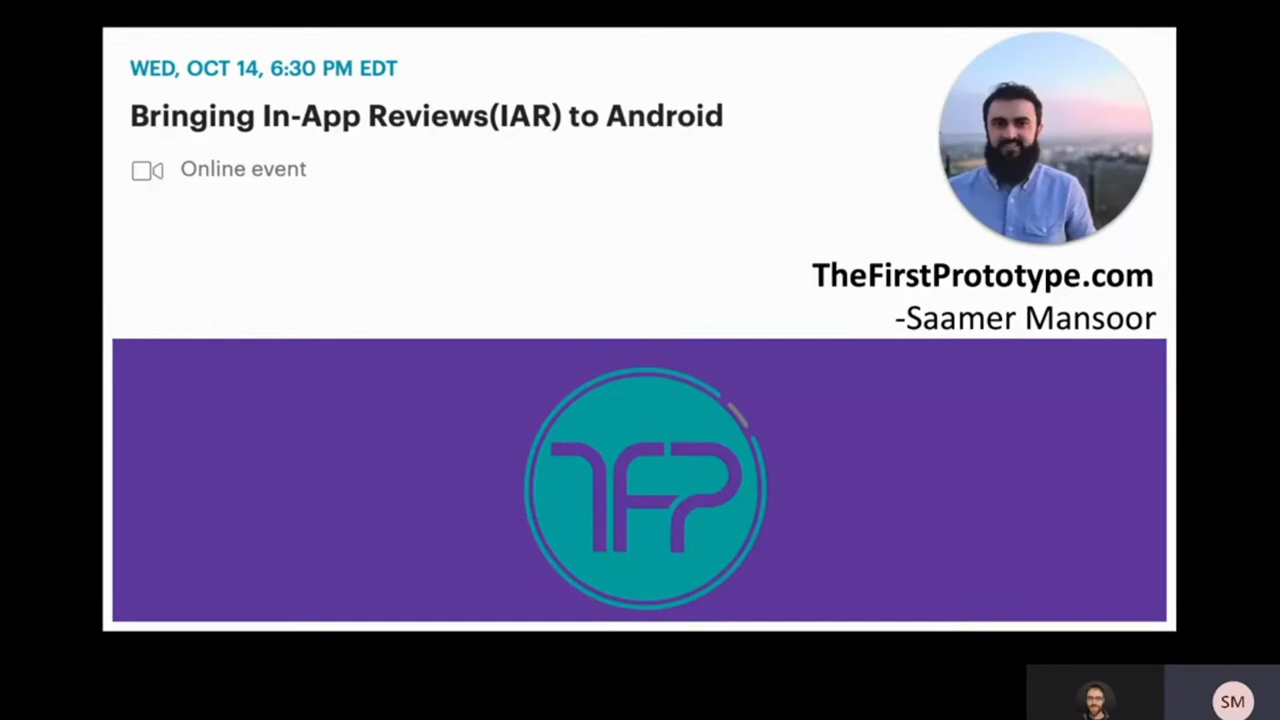 WED, OCT 14, 6:30 PM EDT
Bringing In-App Reviews(IAR) to Android
Online event
TheFirstPrototype.com
-Saamer Mansoor
TFP
SM